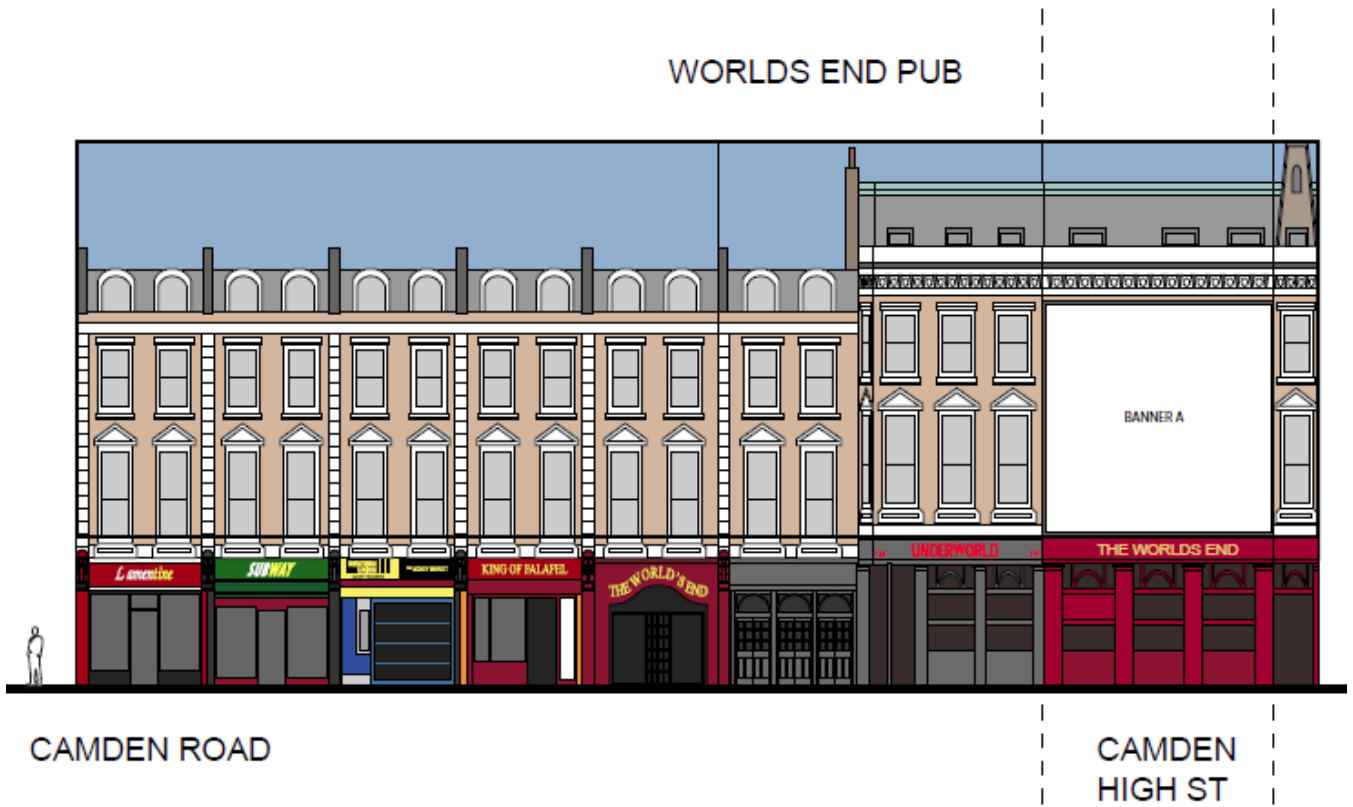 WORLDS END PUB
BANNER A
Lamentine
SUBWAY
KING OF FALAFEL
THE WORLD'S END
UNDERWORLD
THE WORLDS END
CAMDEN ROAD
CAMDEN
HIGH ST